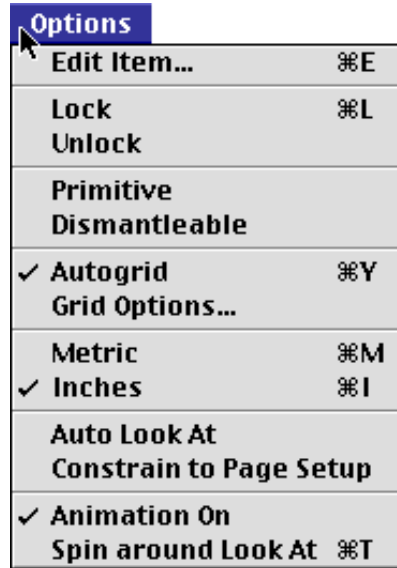 Options
Edit Item... ⌘E
Lock ⌘L
Unlock
Primitive
Dismantleable
✓ Autogrid ⌘Y
Grid Options...
Metric ⌘M
✓ Inches ⌘I
Auto Look At
Constrain to Page Setup
✓ Animation On
Spin around Look At ⌘T